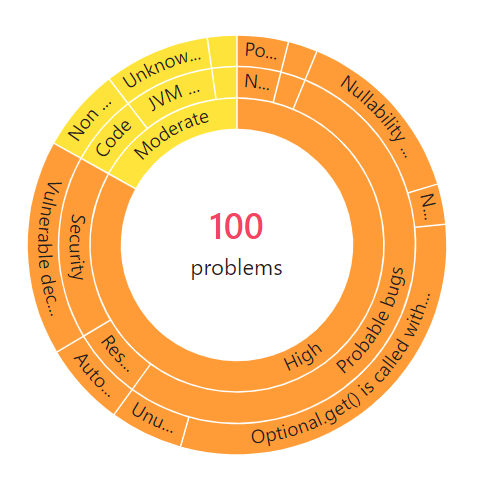 100
problems
Moderate
High
Code
JVM ...
N...
Probable bugs
Res...
Security
Non ...
Unknow...
Po...
Nullability ...
N...
Optional.get() is called with...
Unu...
Auto...
Vulnerable dec...